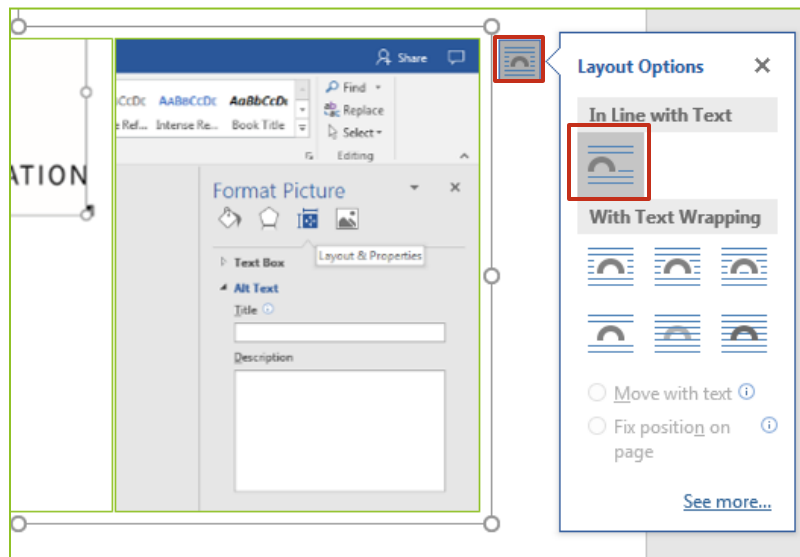 ATION
Share
AaBbCcDc AaBbCcDc
Intense Re... Book Title
Find
Replace
Select
Editing
Format Picture
Layout & Properties
Text Box
Alt Text
Title
Description
Layout Options
In Line with Text
With Text Wrapping
Move with text
Fix position on
page
See more...